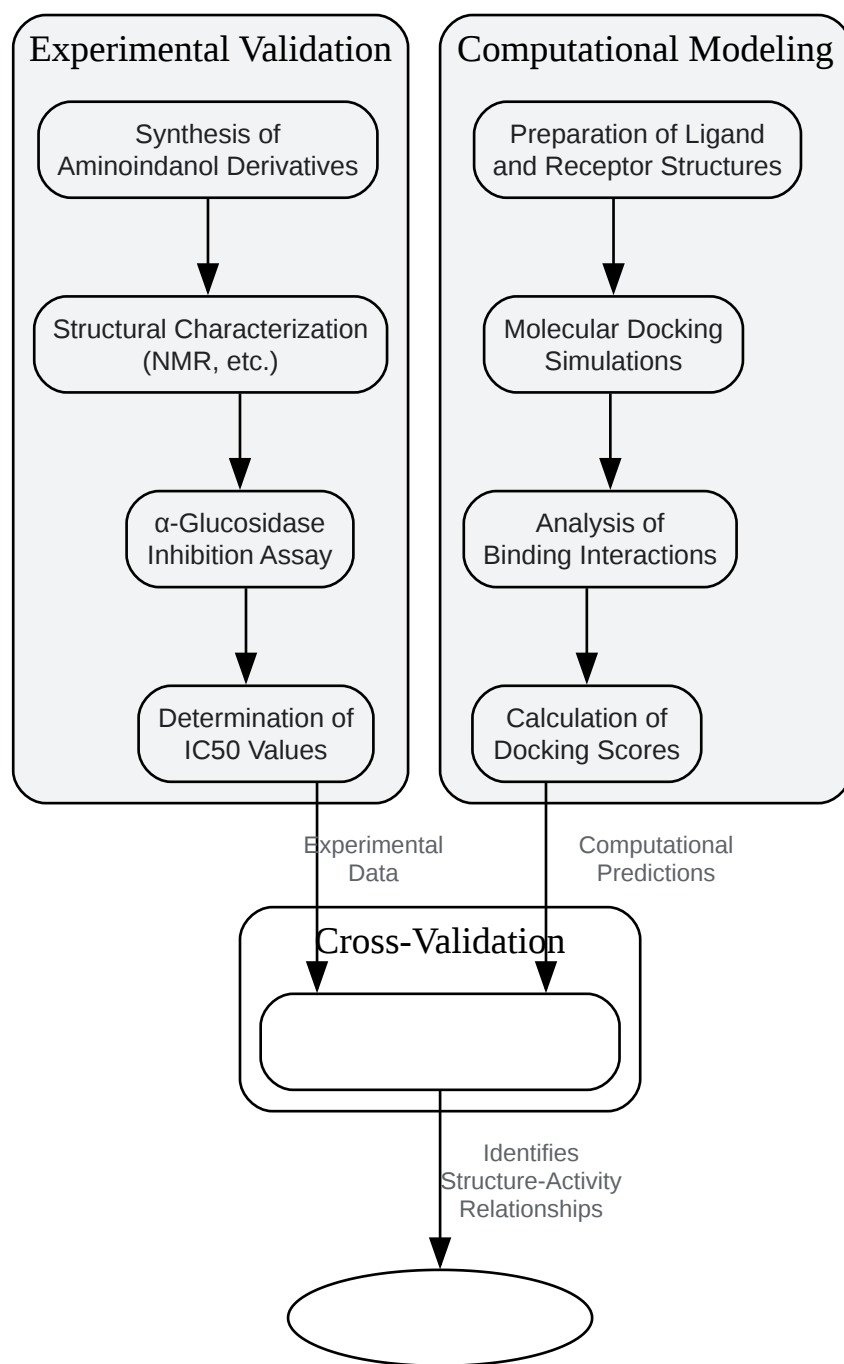 Experimental Validation
Synthesis of
Aminoindanol Derivatives
Structural Characterization
(NMR, etc.)
α-Glucosidase
Inhibition Assay
Determination of
IC50 Values
Computational Modeling
Preparation of Ligand
and Receptor Structures
Molecular Docking
Simulations
Analysis of
Binding Interactions
Calculation of
Docking Scores
Experimental
Data
Computational
Predictions
Cross-Validation
Identifies
Structure-Activity
Relationships